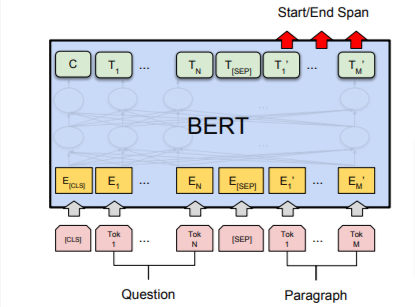 Start/End Span
C T1 ... TN T[SEP] T1' ... TM'
BERT
E[CLS] E1 ... EN E[SEP] E1' ... EM'
[CLS] Tok 1 ... Tok N [SEP] Tok 1 ... Tok M
Question Paragraph